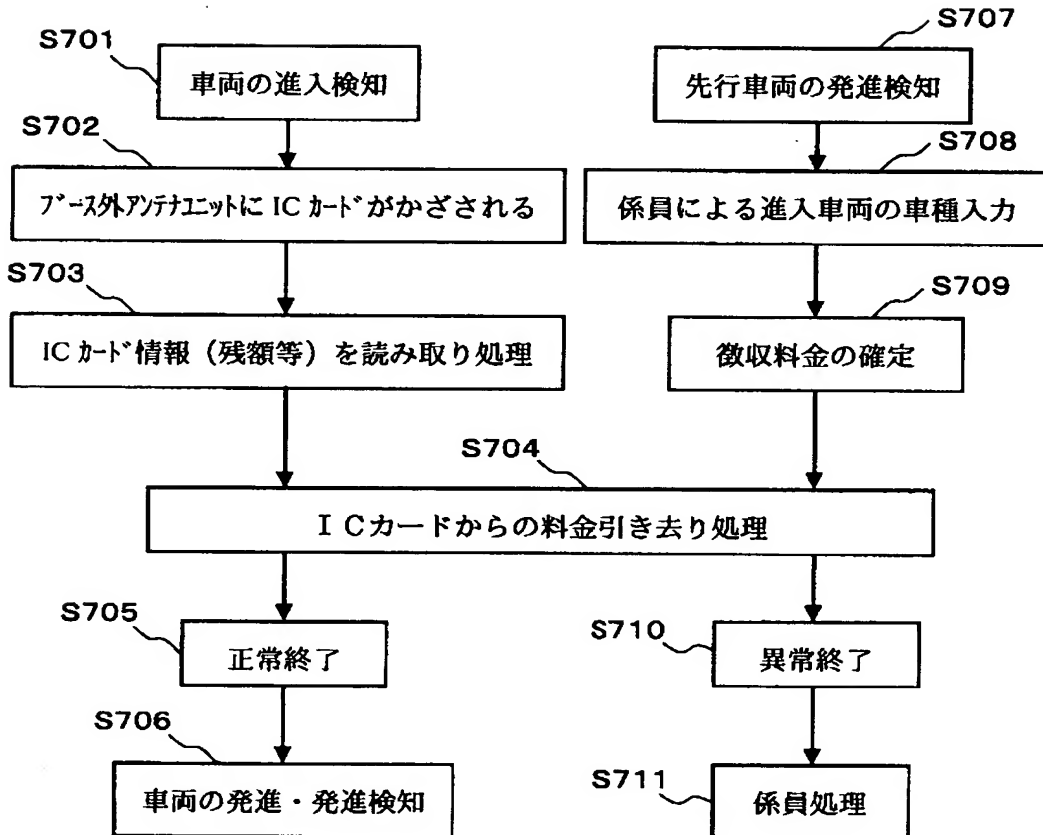 S701
車両の進入検知
S707
先行車両の発進検知
S702
ブース外アンテナユニットに IC カードがかざされる
S708
係員による進入車両の車種入力
S703
IC カード情報（残額等）を読み取り処理
S709
徴収料金の確定
S704
ＩＣカードからの料金引き去り処理
S705
正常終了
S710
異常終了
S706
車両の発進・発進検知
S711
係員処理